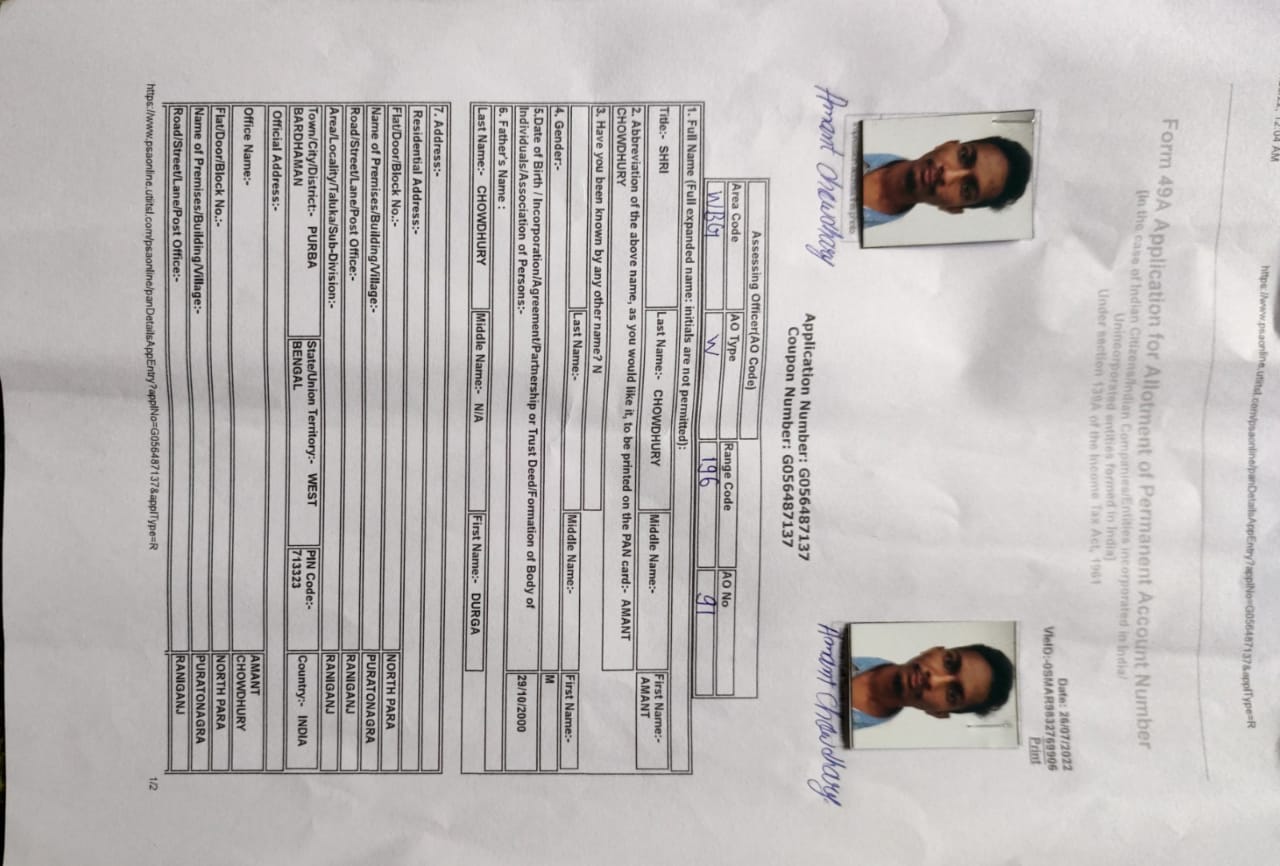 12:04 AM
https://www.psaonline.utiitsl.com/psaonline/panDetailsAppEntry?applNo=G056487137&applType=R
Form 49A Application for Allotment of Permanent Account Number
[In the case of Indian Citizens/Indian Companies/Entities incorporated in India/
Unincorporated entities formed in India]
Under section 139A of the Income Tax Act, 1961
Date: 26/07/2022
VleID:-0SMAR9832769906
Print
impression across this photo
Amant Chowdhary
Amant Chowdhary
Application Number: G056487137
Coupon Number: G056487137
Assessing Officer(AO Code)
Area Code AO Type Range Code AO No
WBG W 196 91
1. Full Name (Full expanded name: initials are not permitted):
Title:- SHRI Last Name:- CHOWDHURY Middle Name:- First Name:-
AMANT
2. Abbreviation of the above name, as you would like it, to be printed on the PAN card:- AMANT
CHOWDHURY
3. Have you been known by any other name? N
Last Name:- Middle Name:- First Name:-
4. Gender:- M
5.Date of Birth / Incorporation/Agreement/Partnership or Trust Deed/Formation of Body of
Individuals/Association of Persons:- 29/10/2000
6. Father's Name :
Last Name:- CHOWDHURY Middle Name:- N/A First Name:- DURGA
7. Address:-
Residential Address:-
Flat/Door/Block No.:- NORTH PARA
Name of Premises/Building/Village:- PURATONAGRA
Road/Street/Lane/Post Office:- RANIGANJ
Area/Locality/Taluka/Sub-Division:- RANIGANJ
Town/City/District:- PURBA State/Union Territory:- WEST PIN Code:- Country:- INDIA
BARDHAMAN BENGAL 713323
Official Address:-
Office Name:- AMANT
CHOWDHURY
Flat/Door/Block No.:- NORTH PARA
Name of Premises/Building/Village:- PURATONAGRA
Road/Street/Lane/Post Office:- RANIGANJ
https://www.psaonline.utiitsl.com/psaonline/panDetailsAppEntry?applNo=G056487137&applType=R 1/2